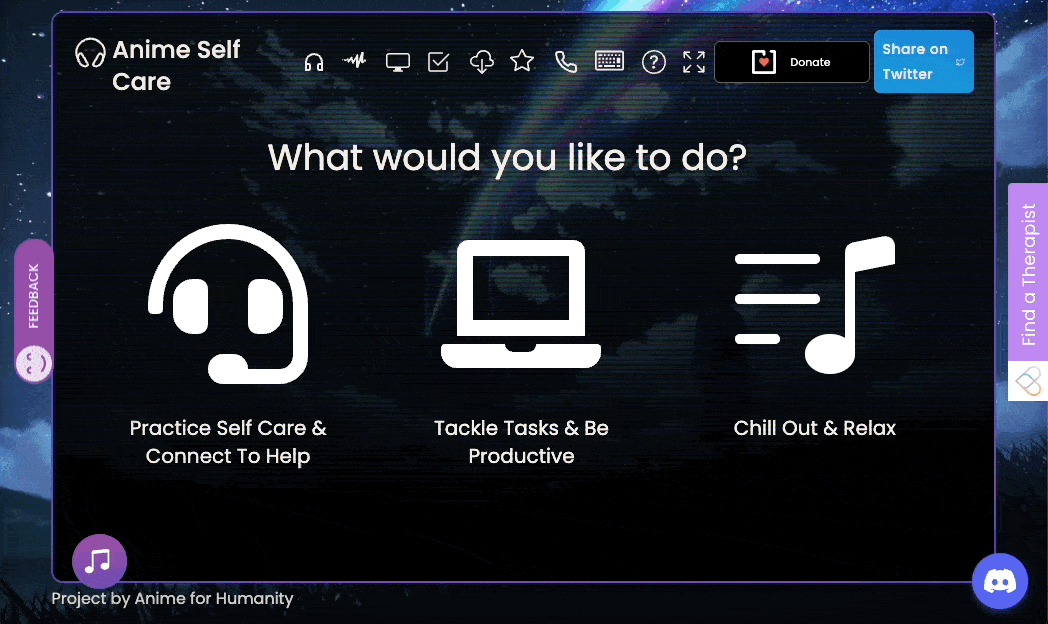 Anime Self
Care
Donate
Share on
Twitter
What would you like to do?
FEEDBACK
Find a Therapist
Practice Self Care &
Connect To Help
Tackle Tasks & Be
Productive
Chill Out & Relax
Project by Anime for Humanity